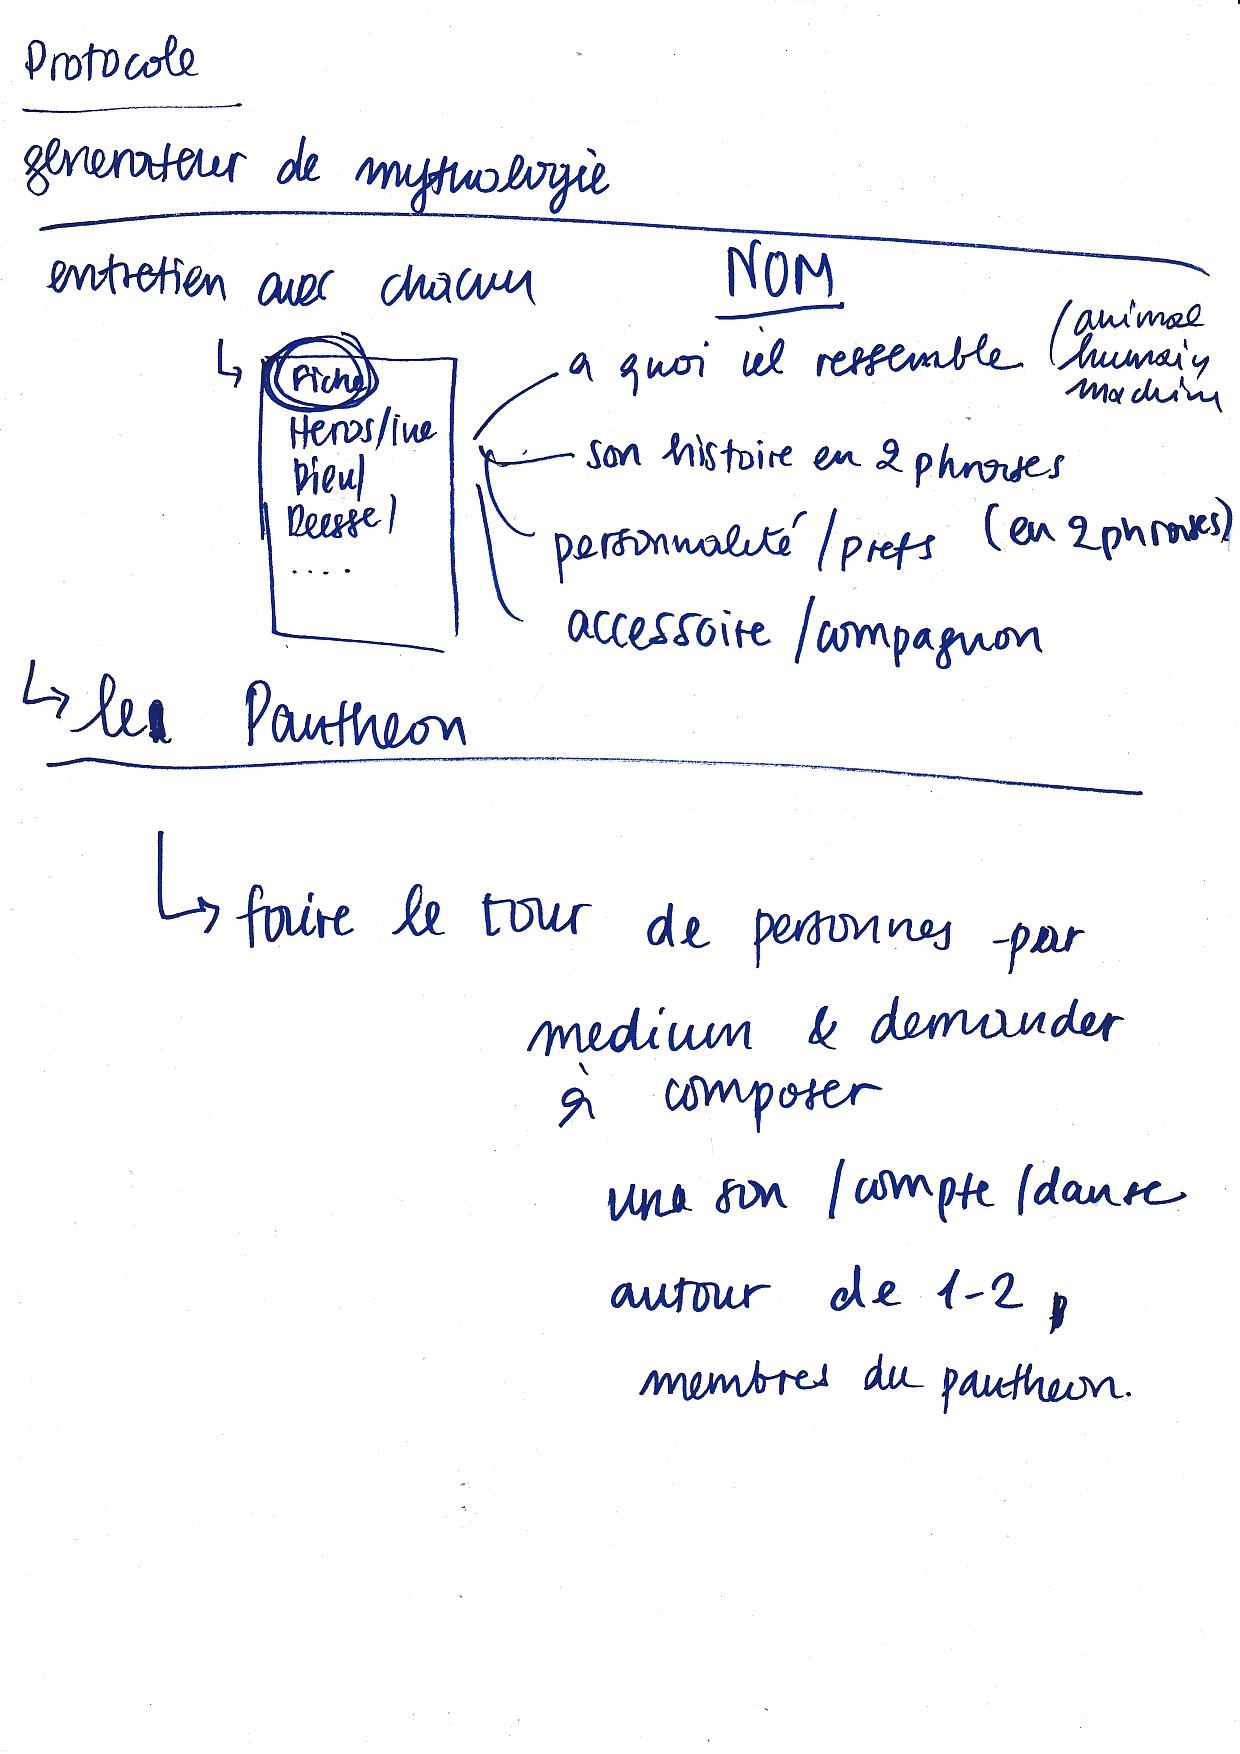 Protocole
génerateur de mythologie
entretien avec chacun
NOM
↳ Fiche
Heros/ine
Dieu/
Deesse/
....
a quoi iel ressemble (animal
humain
machin
son histoire en 2 phrases
personnalité/prefs (en 2 phrases)
accessoire/compagnon
↳ le Pantheon
↳ faire le tour de personnes par
medium & demander
à composer
une son/compte/danse
autour de 1-2
membres du pantheon.